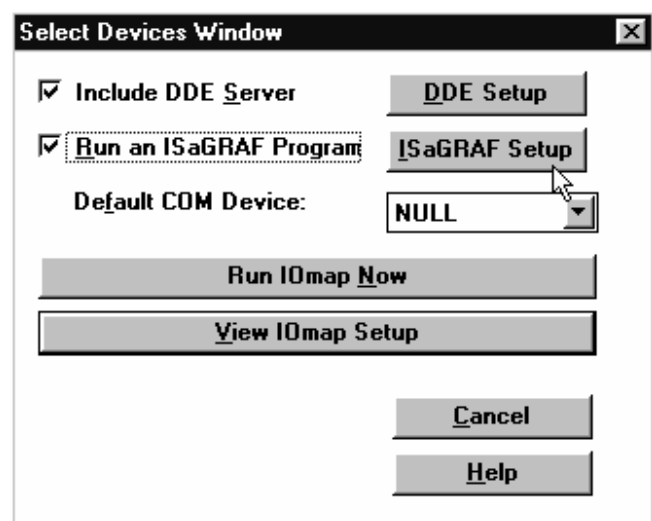 Select Devices Window
Include DDE Server
DDE Setup
Run an ISaGRAF Program
ISaGRAF Setup
Default COM Device:
NULL
Run IOmap Now
View IOmap Setup
Cancel
Help